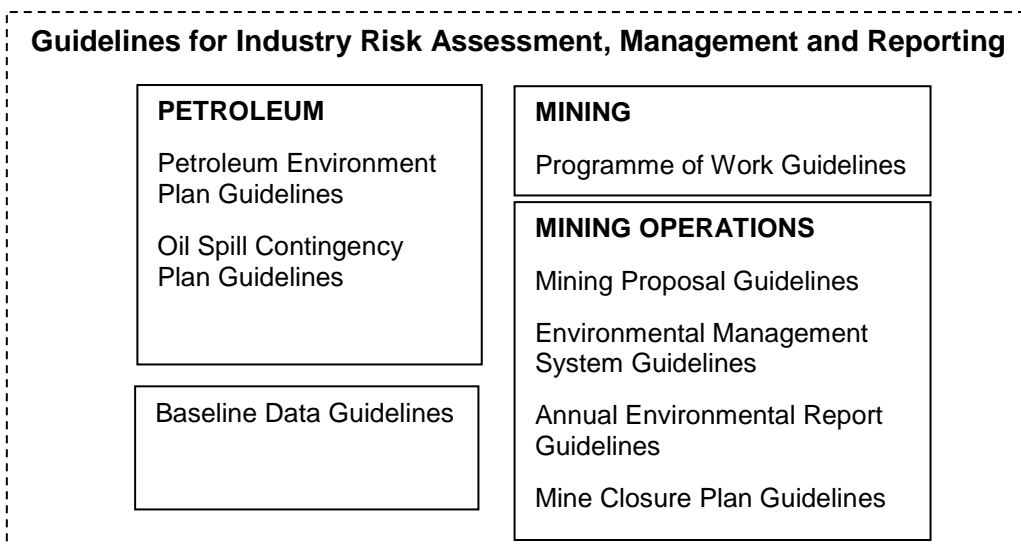 Guidelines for Industry Risk Assessment, Management and Reporting
PETROLEUM
Petroleum Environment
Plan Guidelines
Oil Spill Contingency
Plan Guidelines
Baseline Data Guidelines
MINING
Programme of Work Guidelines
MINING OPERATIONS
Mining Proposal Guidelines
Environmental Management
System Guidelines
Annual Environmental Report
Guidelines
Mine Closure Plan Guidelines